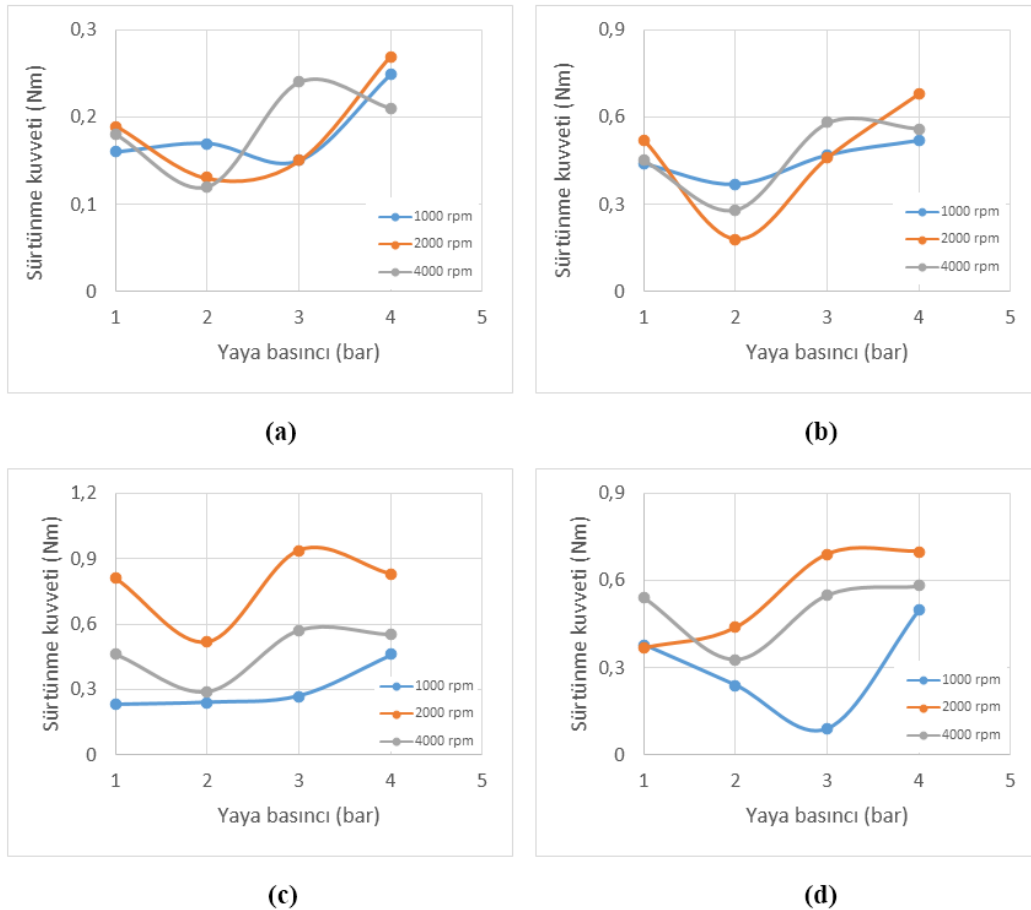 0,3
0,2
0,1
0
Sürtünme kuvveti (Nm)
1000 rpm
2000 rpm
4000 rpm
1 2 3 4 5
Yaya basıncı (bar)
(a)
0,9
0,6
0,3
0
Sürtünme kuvveti (Nm)
1000 rpm
2000 rpm
4000 rpm
1 2 3 4 5
Yaya basıncı (bar)
(b)
1,2
0,9
0,6
0,3
0
Sürtünme kuvveti (Nm)
1000 rpm
2000 rpm
4000 rpm
1 2 3 4 5
Yaya basıncı (bar)
(c)
0,9
0,6
0,3
0
Sürtünme kuvveti (Nm)
1000 rpm
2000 rpm
4000 rpm
1 2 3 4 5
Yaya basıncı (bar)
(d)